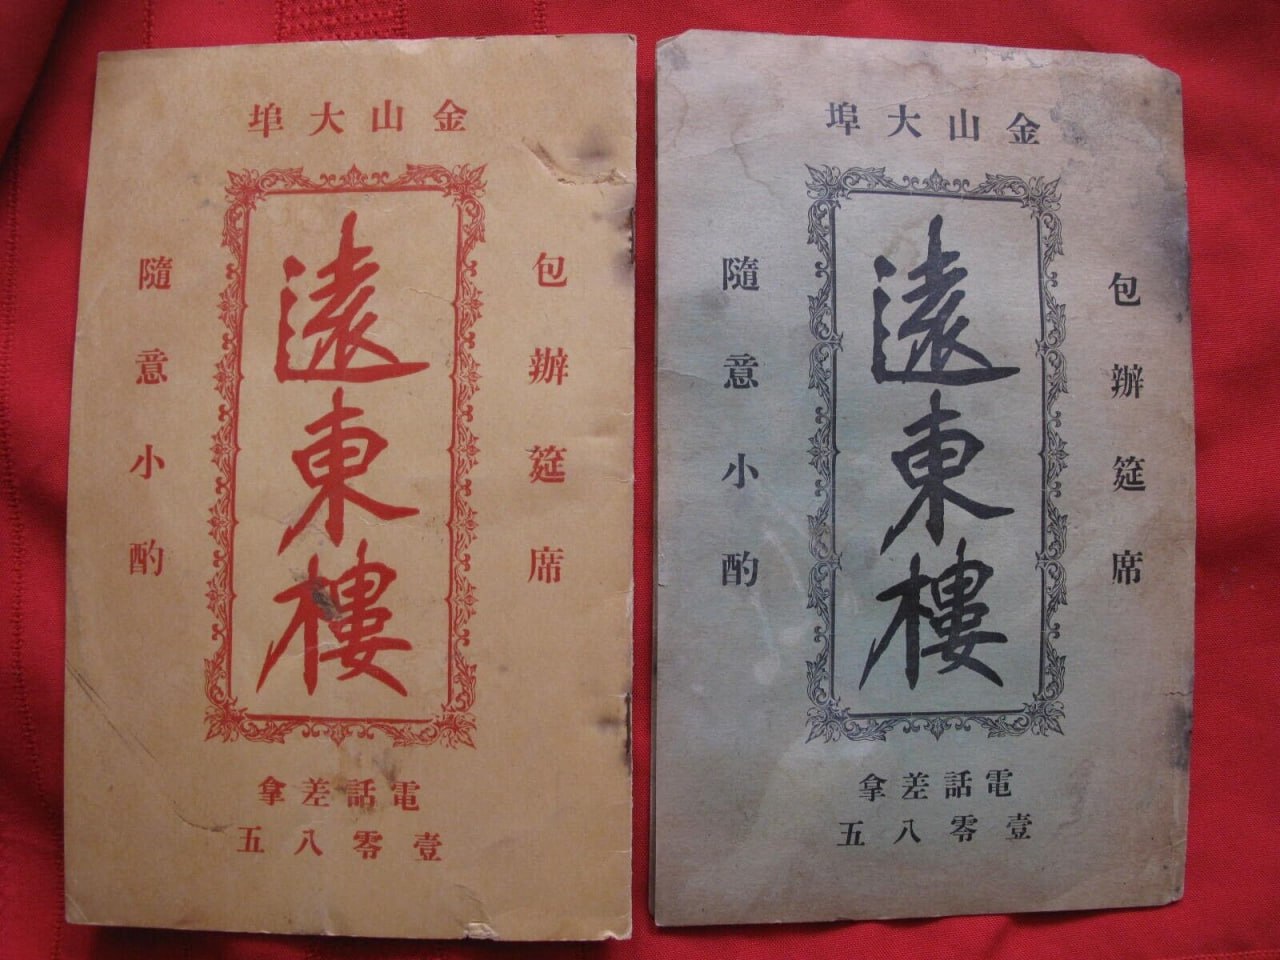 金山大埠
包辦筵席
遠東樓
隨意小酌
電話差拿
壹零八五
金山大埠
包辦筵席
遠東樓
隨意小酌
電話差拿
壹零八五